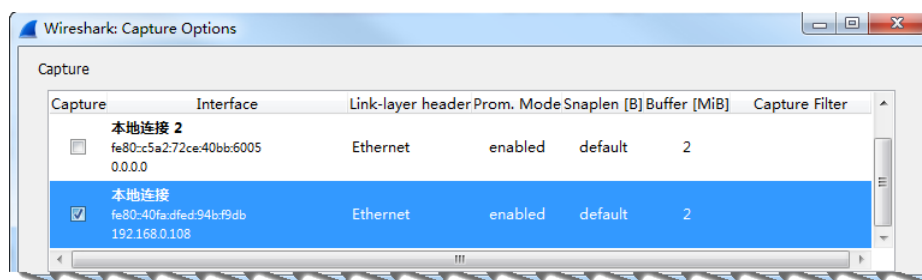 Wireshark: Capture Options
Capture
Capture Interface Link-layer header Prom. Mode Snaplen [B] Buffer [MiB] Capture Filter
本地连接 2
fe80::c5a2:72ce:40bb:6005 Ethernet enabled default 2
0.0.0.0
本地连接
fe80::40fa:dfed:94b:f9db Ethernet enabled default 2
192.168.0.108